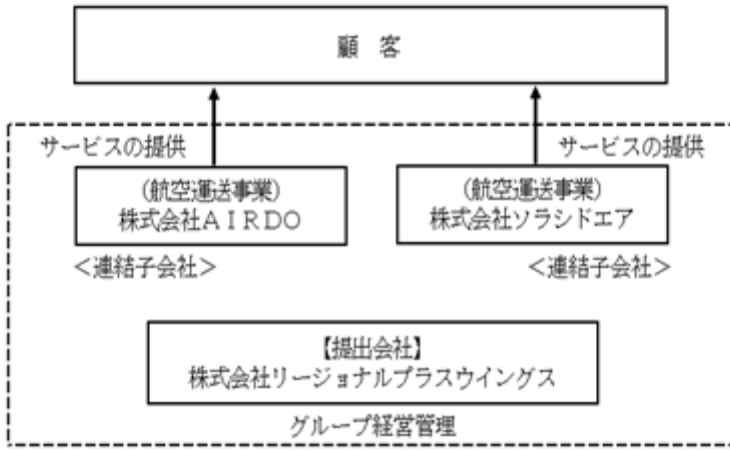 顧 客
サービスの提供
サービスの提供
(航空運送事業)
株式会社ＡＩＲＤＯ
(航空運送事業)
株式会社ソラシドエア
＜連結子会社＞
＜連結子会社＞
【提出会社】
株式会社リージョナルプラスウイングス
グループ経営管理